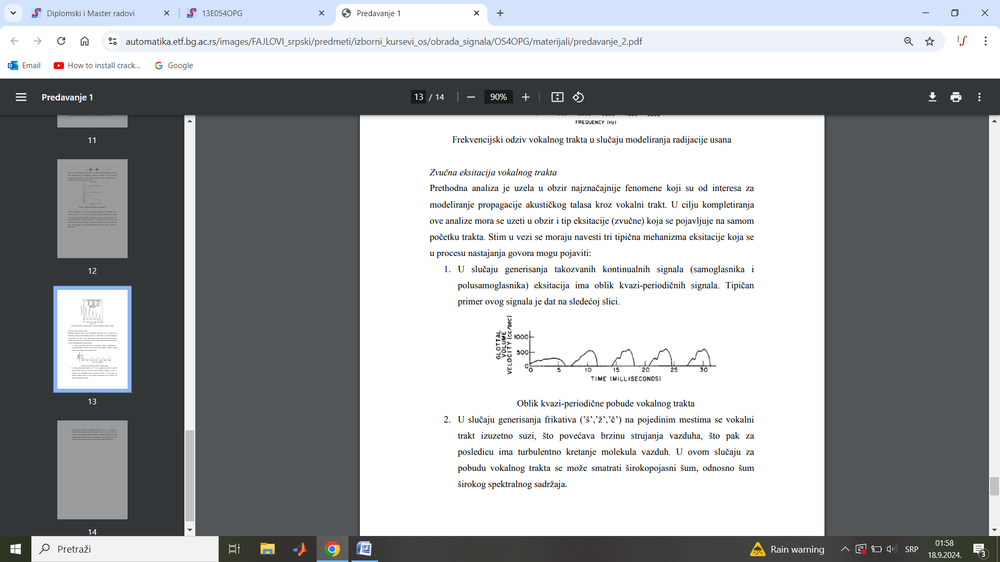 Diplomski i Master radovi
13E054OPG
Predavanje 1
automatika.etf.bg.ac.rs/images/FAJLOVI_srpski/predmeti/izborni_kursevi_os/obrada_signala/OS4OPG/materijali/predavanje_2.pdf
Email
How to install crack...
Google
Predavanje 1
13 / 14
90%
11
12
13
14
FREQUENCY (Hz)
Frekvencijski odziv vokalnog trakta u slučaju modeliranja radijacije usana
Zvučna eksitacija vokalnog trakta
Prethodna analiza je uzela u obzir najznačajnije fenomene koji su od interesa za
modeliranje propagacije akustičkog talasa kroz vokalni trakt. U cilju kompletiranja
ove analize mora se uzeti u obzir i tip eksitacije (zvučne) koja se pojavljuje na samom
početku trakta. Stim u vezi se moraju navesti tri tipična mehanizma eksitacije koja se
u procesu nastajanja govora mogu pojaviti:
1. U slučaju generisanja takozvanih kontinualnih signala (samoglasnika i
polusamoglasnika) eksitacija ima oblik kvazi-periodičnih signala. Tipičan
primer ovog signala je dat na sledećoj slici.
GLOTTAL
VOLUME
VELOCITY (cc/sec)
1000
500
0
0 5 10 15 20 25 30
TIME (MILLISECONDS)
Oblik kvazi-periodične pobude vokalnog trakta
2. U slučaju generisanja frikativa (’š’,’ž’,’č’) na pojedinim mestima se vokalni
trakt izuzetno suzi, što povećava brzinu strujanja vazduha, što pak za
posledicu ima turbulentno kretanje molekula vazduh. U ovom slučaju za
pobudu vokalnog trakta se može smatrati širokopojasni šum, odnosno šum
širokog spektralnog sadržaja.
Pretraži
Rain warning
SRP
01:58
18.9.2024.
3